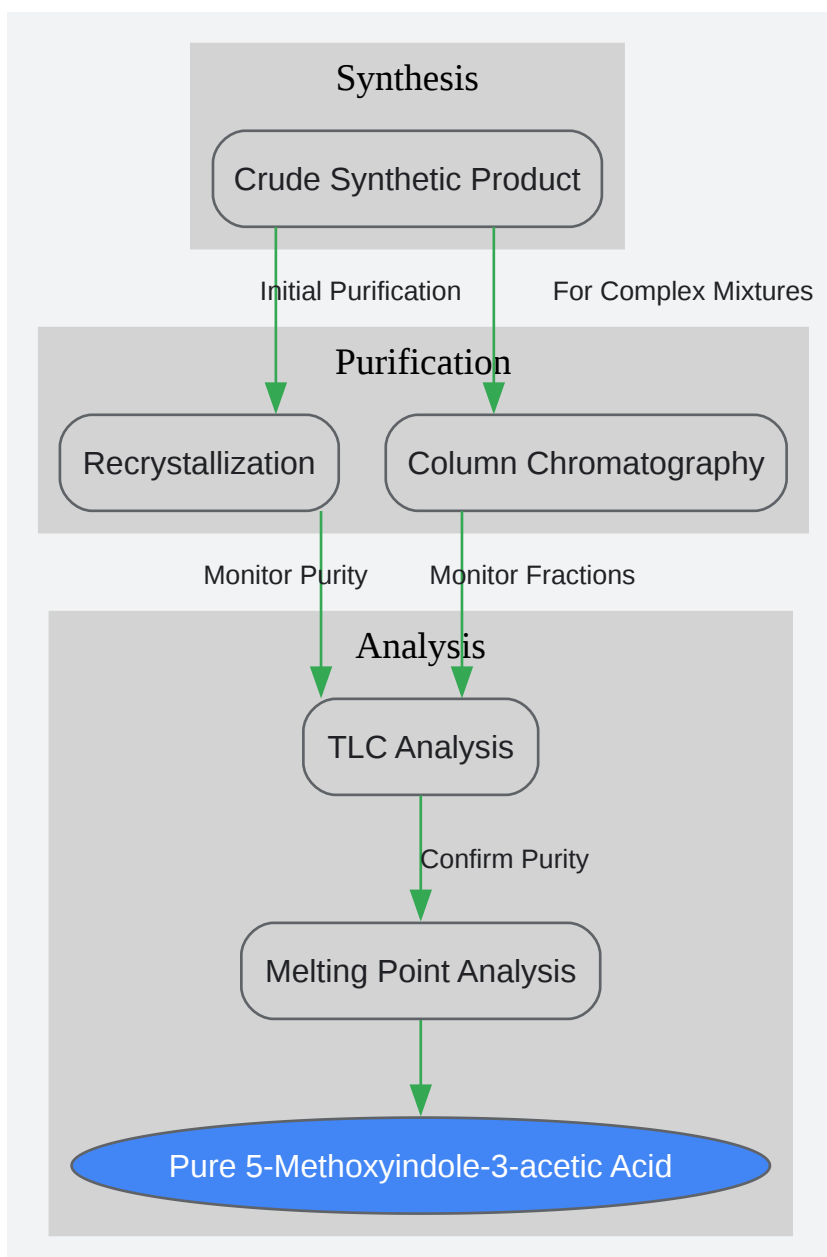 Synthesis
Crude Synthetic Product
Initial Purification
For Complex Mixtures
Purification
Recrystallization
Column Chromatography
Monitor Purity
Monitor Fractions
Analysis
TLC Analysis
Confirm Purity
Melting Point Analysis
Pure 5-Methoxyindole-3-acetic Acid